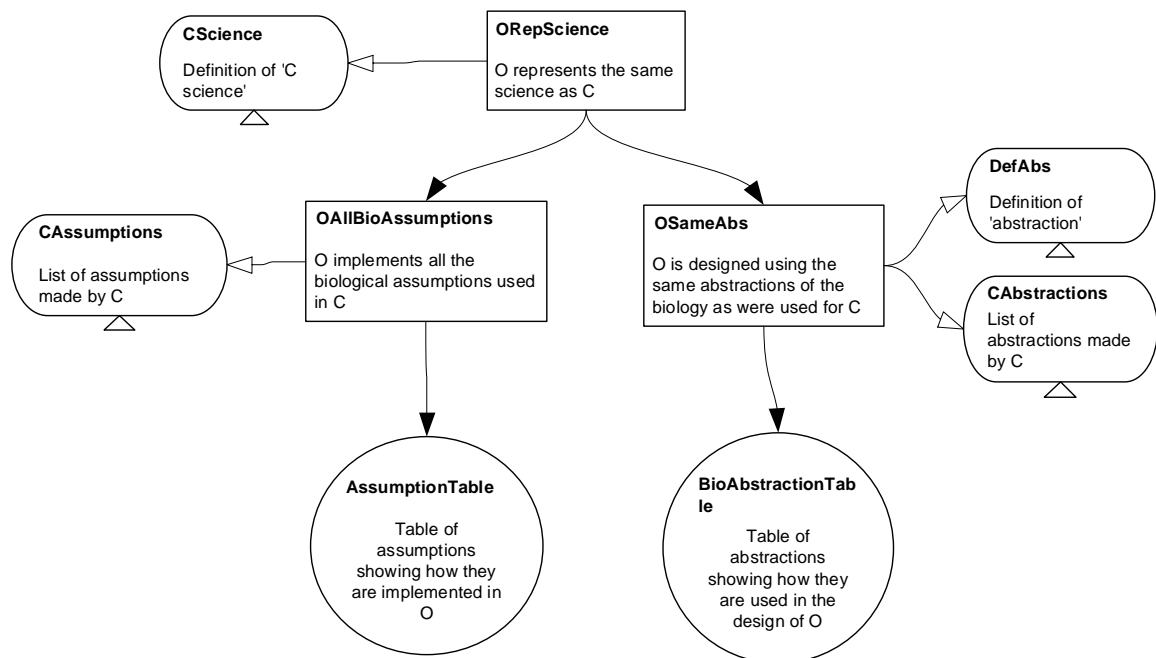 CScience
Definition of 'C
science'
ORepScience
O represents the same
science as C
CAssumptions
List of assumptions
made by C
OAllBioAssumptions
O implements all the
biological assumptions used
in C
OSameAbs
O is designed using the
same abstractions of the
biology as were used for C
DefAbs
Definition of
'abstraction'
CAbstractions
List of
abstractions made
by C
AssumptionTable
Table of
assumptions
showing how they
are implemented in
O
BioAbstractionTab
le
Table of
abstractions
showing how they
are used in the
design of O